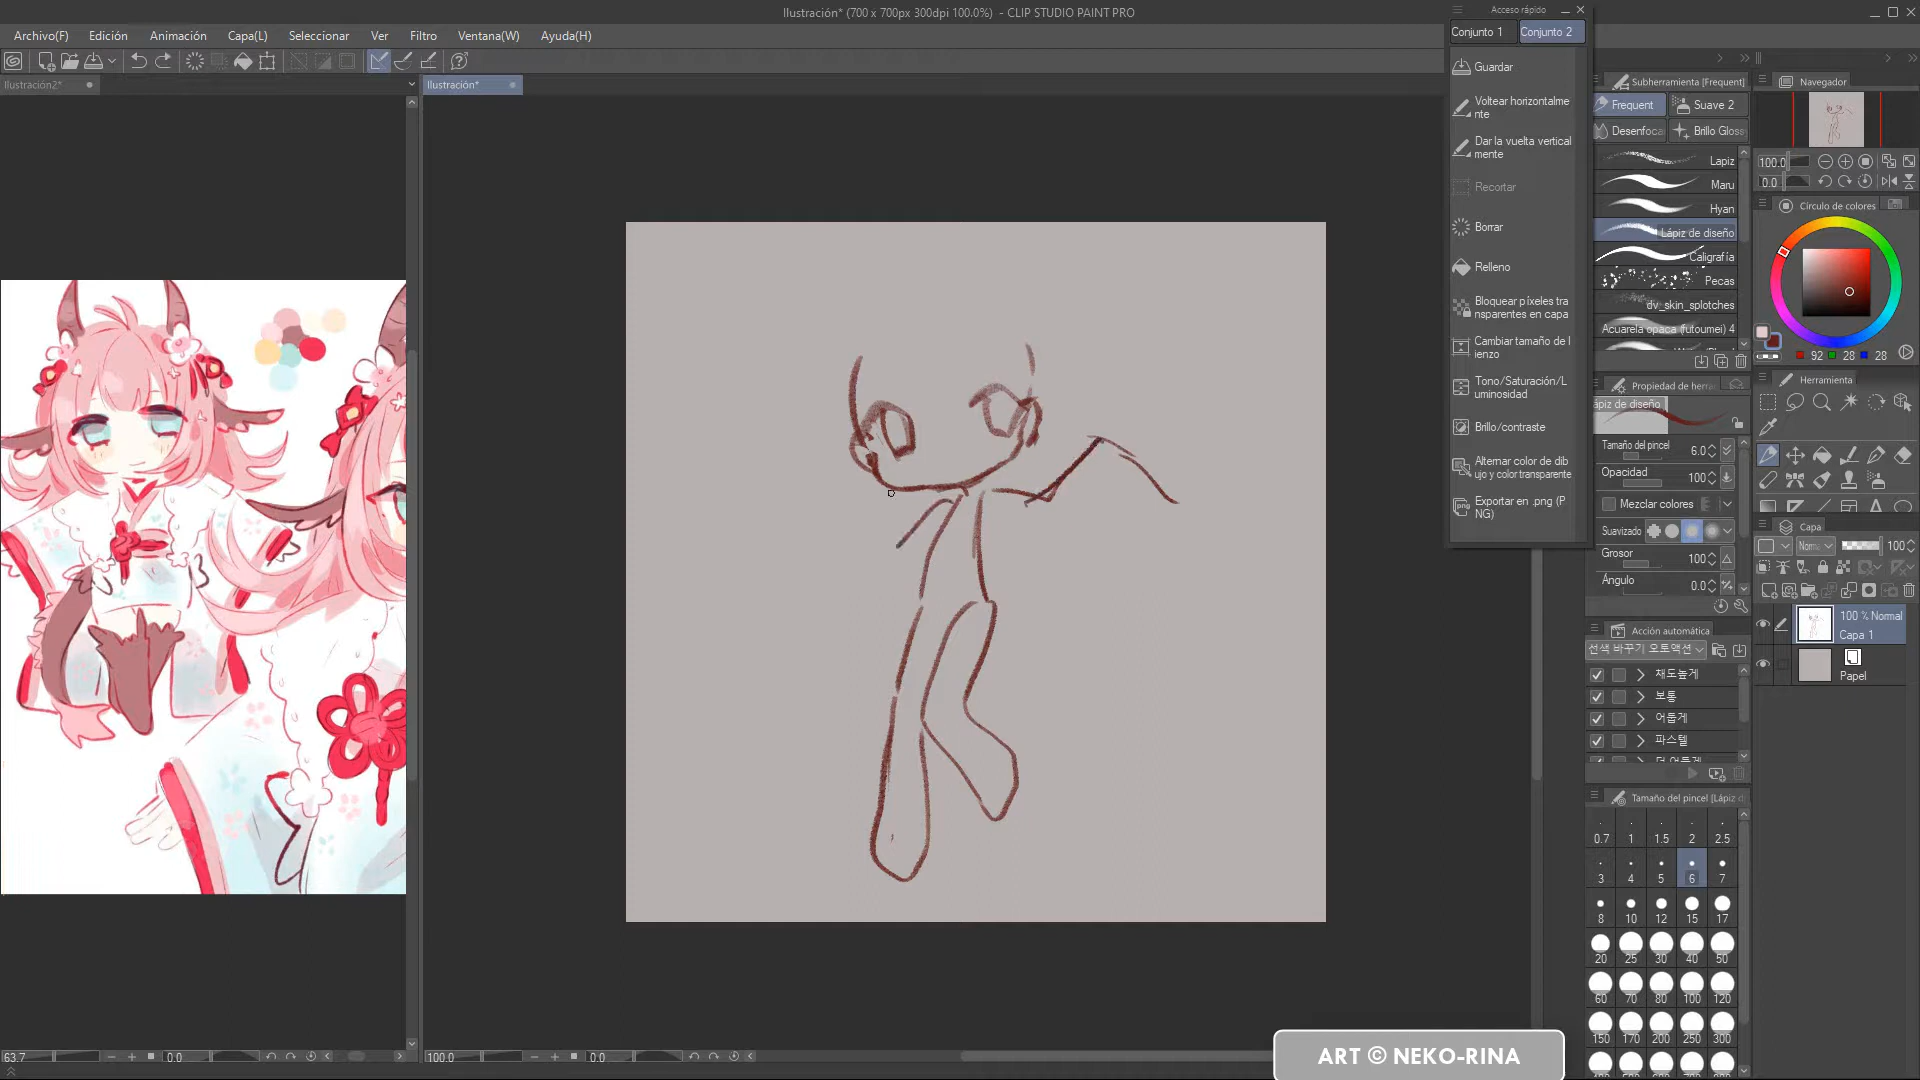 Ilustración* (700 x 700px 300dpi 100.0%) - CLIP STUDIO PAINT PRO
Archivo(F) Edición Animación Capa(L) Seleccionar Ver Filtro Ventana(W) Ayuda(H)
Ilustración2*
Ilustración*
Acceso rápido
Conjunto 1 Conjunto 2
Guardar
Voltear horizontalme
nte
Dar la vuelta vertical
mente
Recortar
Borrar
Relleno
Bloquear píxeles tra
nsparentes en capa
Cambiar tamaño de l
ienzo
Tono/Saturación/L
uminosidad
Brillo/contraste
Alternar color de dib
ujo y color transparente
Exportar en .png (P
NG)
Subherramienta [Frequent]
Frequent Suave 2
Desenfoca Brillo Gloss
Lapiz
Maru
Hyan
Lápiz de diseño
Caligrafía
Pecas
dv_skin_splotches
Acuarela opaca (futoumei) 4
Propiedad de herra
ápiz de diseño
Tamaño del pincel 6.0
Opacidad 100
Mezclar colores
Suavizado
Grosor 100
Ángulo 0.0
Acción automática
선색 바꾸기 오토액션
채도높게
보통
어둡게
파스텔
더 어둡게
Tamaño del pincel [Lápiz d
0.7 1 1.5 2 2.5
3 4 5 6 7
8 10 12 15 17
20 25 30 40 50
60 70 80 100 120
150 170 200 250 300
Navegador
100.0
0.0
Círculo de colores
92 28 28
Herramienta
Capa
Norma 100
100 % Normal
Capa 1
Papel
63.7 0.0
100.0 0.0
ART © NEKO-RINA